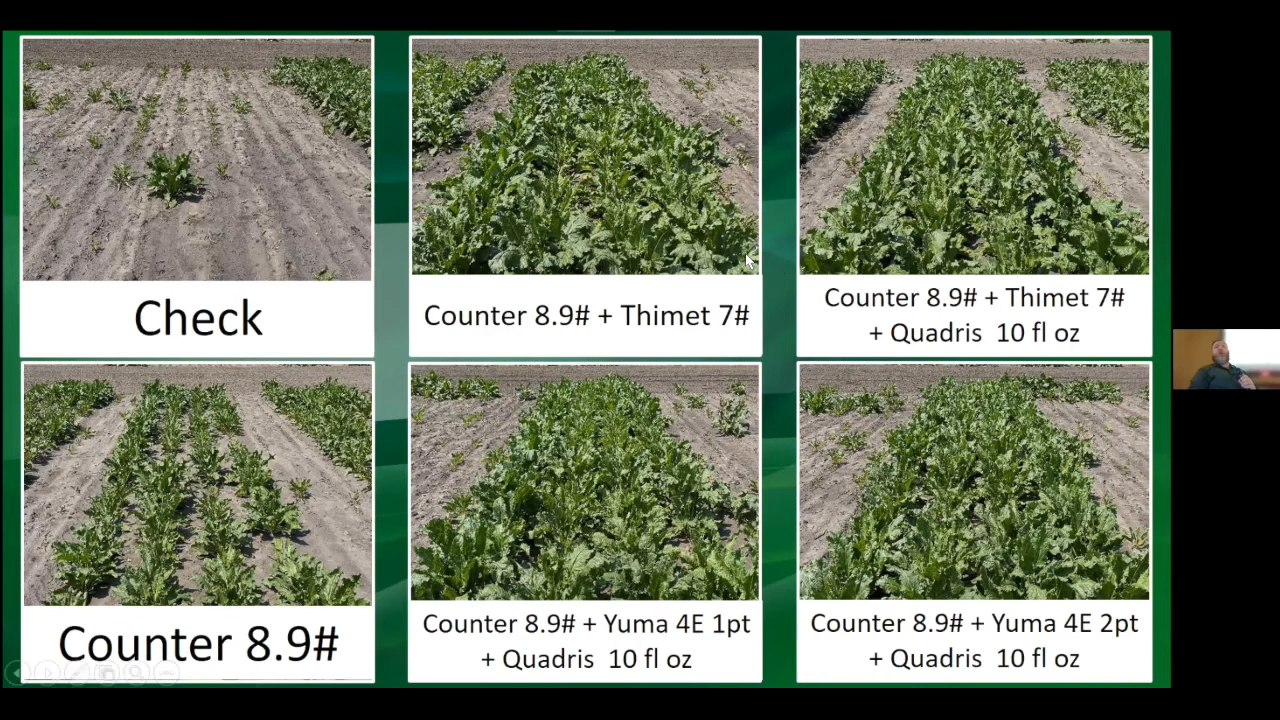 Check
Counter 8.9# + Thimet 7#
Counter 8.9# + Thimet 7#
+ Quadris 10 fl oz
Counter 8.9#
Counter 8.9# + Yuma 4E 1pt
+ Quadris 10 fl oz
Counter 8.9# + Yuma 4E 2pt
+ Quadris 10 fl oz